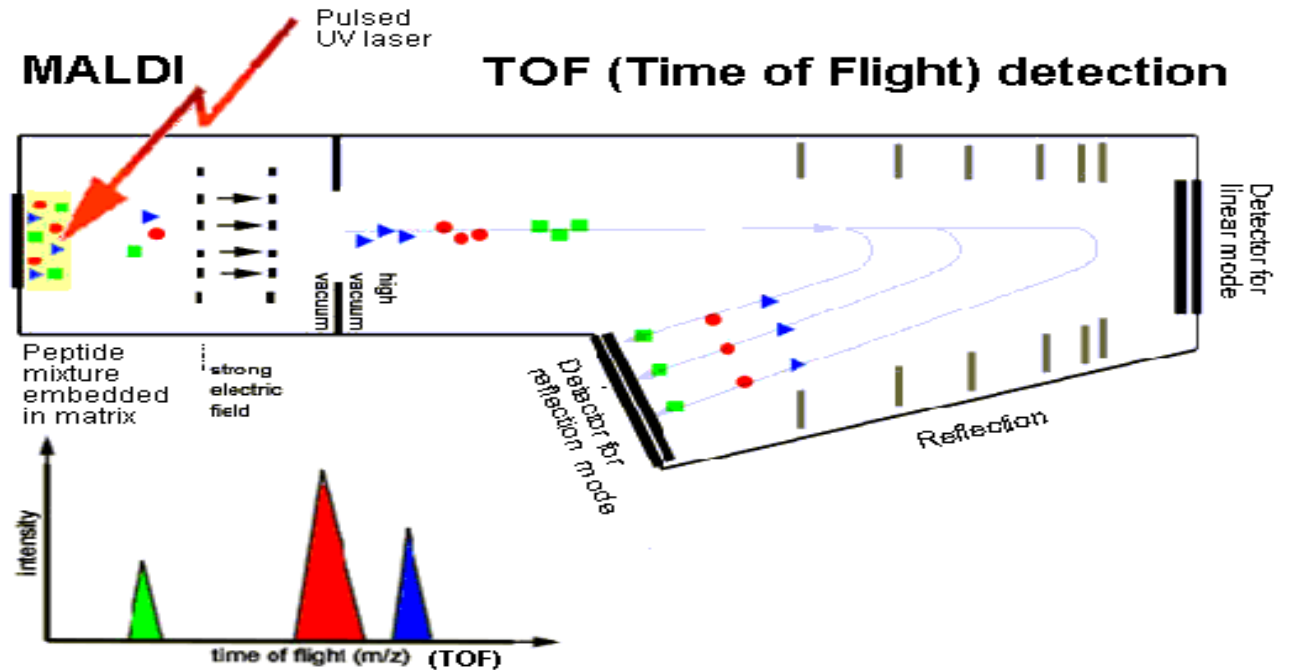 Pulsed
UV laser
MALDI
TOF (Time of Flight) detection
Detector for
linear mode
high
vacuum
vacuum
Peptide
mixture
embedded
in matrix
strong
electric
field
Detector for
reflection mode
Reflection
intensity
time of flight (m/z) (TOF)